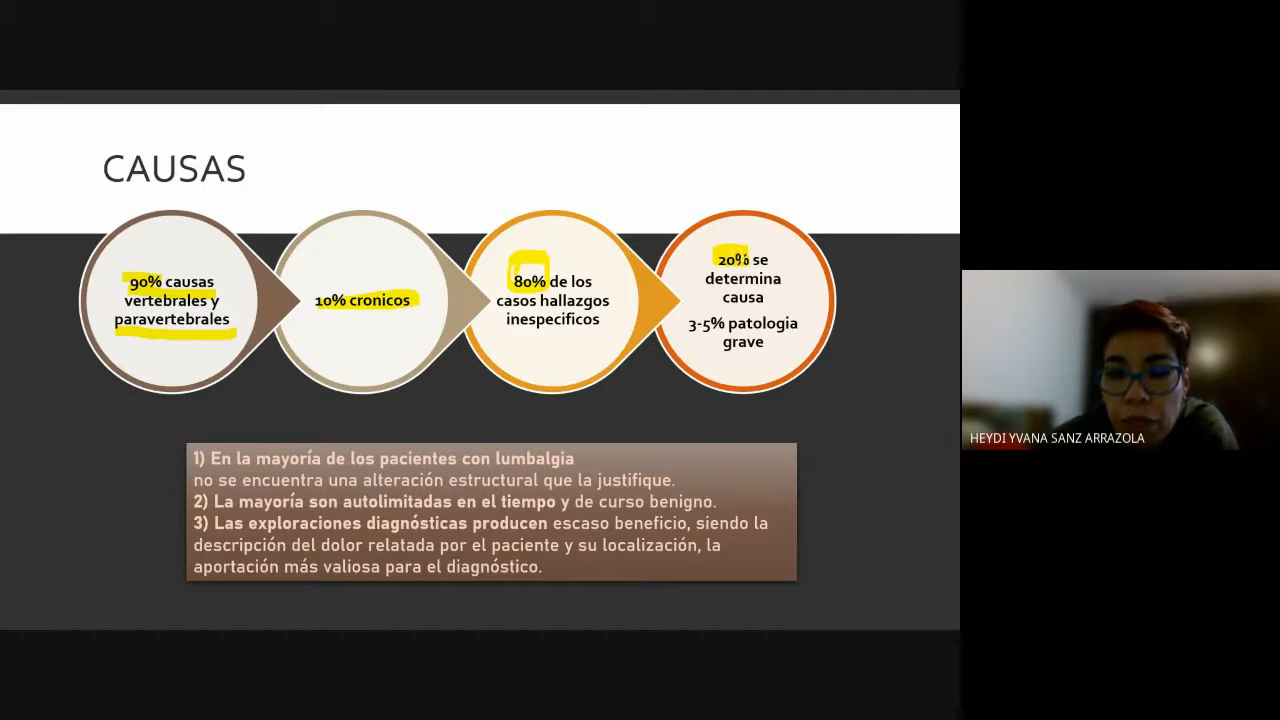 CAUSAS
90% causas
vertebrales y
paravertebrales
10% cronicos
80% de los
casos hallazgos
inespecificos
20% se
determina
causa
3-5% patologia
grave
1) En la mayoría de los pacientes con lumbalgia
no se encuentra una alteración estructural que la justifique.
2) La mayoría son autolimitadas en el tiempo y de curso benigno.
3) Las exploraciones diagnósticas producen escaso beneficio, siendo la
descripción del dolor relatada por el paciente y su localización, la
aportación más valiosa para el diagnóstico.
HEYDI YVANA SANZ ARRAZOLA